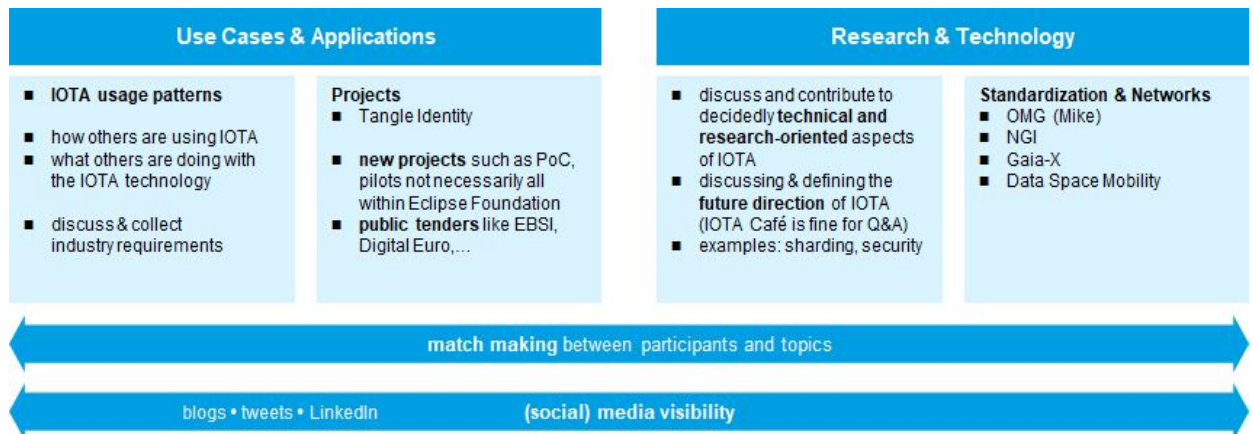 Use Cases & Applications
■ IOTA usage patterns
■ how others are using IOTA
■ what others are doing with
the IOTA technology
■ discuss & collect
industry requirements
Projects
■ Tangle Identity
■ new projects such as PoC,
pilots not necessarily all
within Eclipse Foundation
■ public tenders like EBSI,
Digital Euro,...
Research & Technology
■ discuss and contribute to
decidedly technical and
research-oriented aspects
of IOTA
■ discussing & defining the
future direction of IOTA
(IOTA Café is fine for Q&A)
■ examples: sharding, security
Standardization & Networks
■ OMG (Mike)
■ NGI
■ Gaia-X
■ Data Space Mobility
match making between participants and topics
blogs • tweets • LinkedIn (social) media visibility